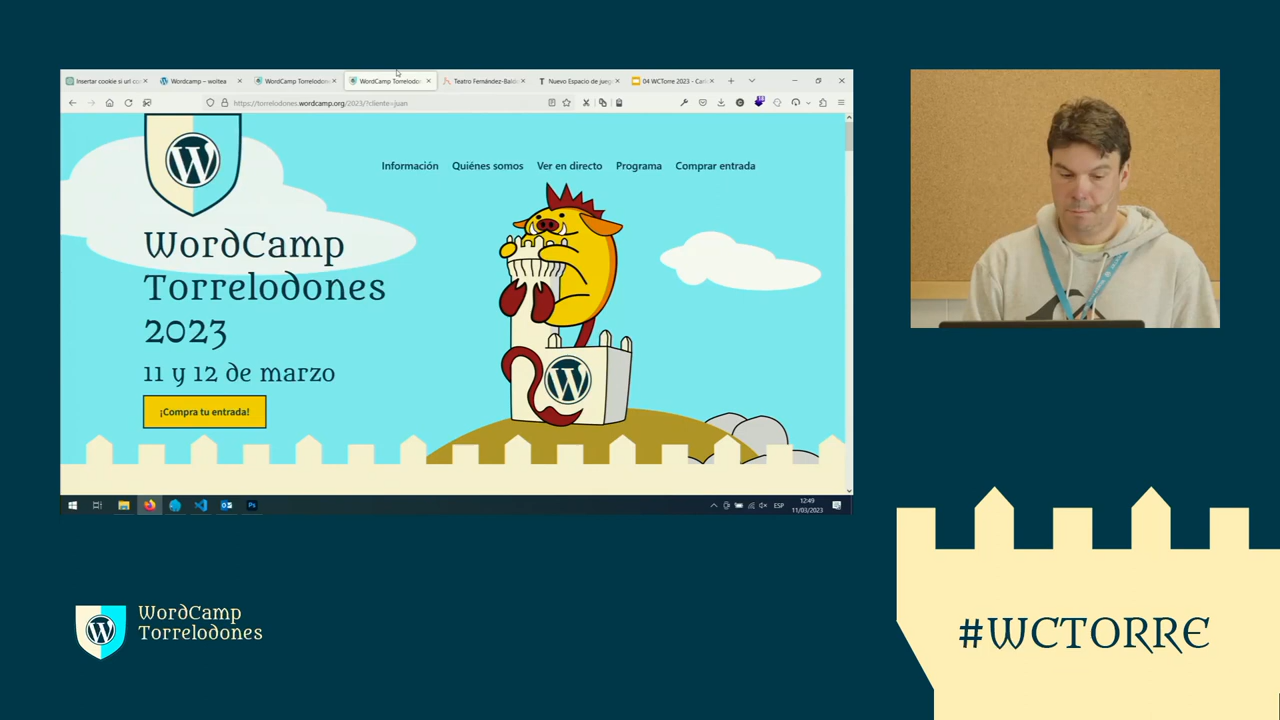 Insertar cookie si url co
Wordcamp – woitea
WordCamp Torrelodon
WordCamp Torrelodon
Teatro Fernández-Bald
Nuevo Espacio de jueg
04 WCTorre 2023 - Carl
https://torrelodones.wordcamp.org/2023/?cliente=juan
Información
Quiénes somos
Ver en directo
Programa
Comprar entrada
WordCamp
Torrelodones
2023
11 y 12 de marzo
¡Compra tu entrada!
ESP
12:49
11/03/2023
WordCamp
Torrelodones
#WCTORRE